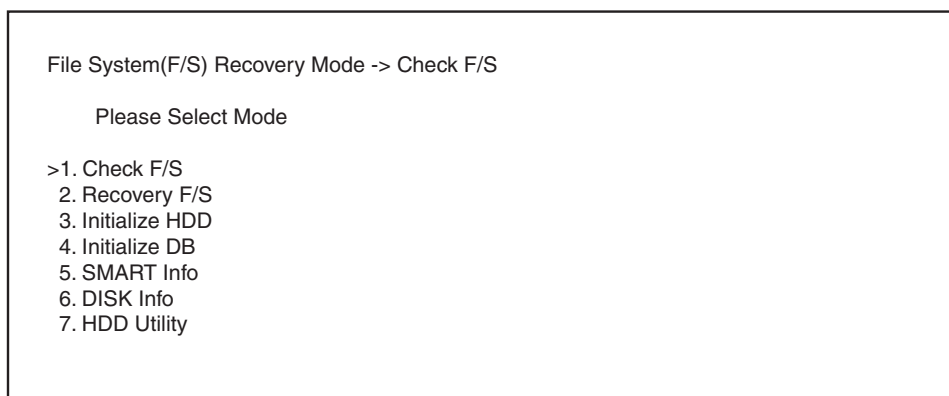 File System(F/S) Recovery Mode -> Check F/S
Please Select Mode
>1. Check F/S
2. Recovery F/S
3. Initialize HDD
4. Initialize DB
5. SMART Info
6. DISK Info
7. HDD Utility